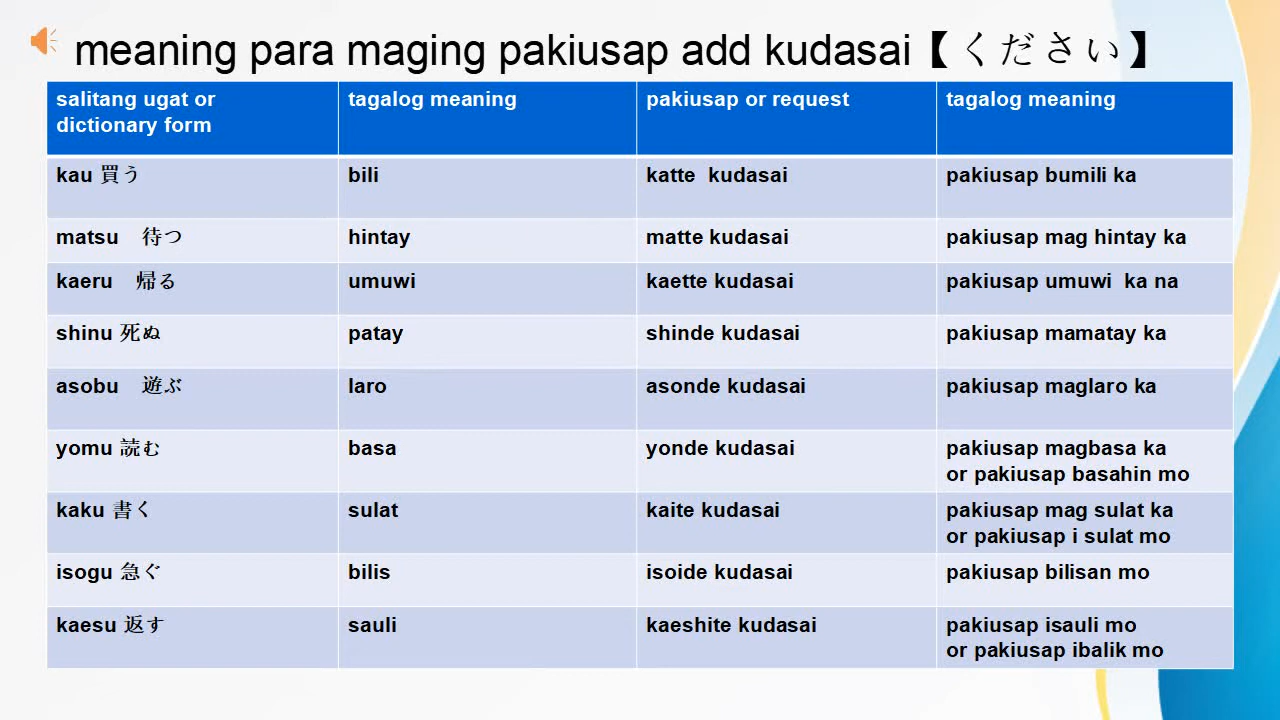 meaning para maging pakiusap add kudasai【ください】
salitang ugat or
dictionary form
tagalog meaning
pakiusap or request
tagalog meaning
kau 買う
bili
katte  kudasai
pakiusap bumili ka
matsu　待つ
hintay
matte kudasai
pakiusap mag hintay ka
kaeru　帰る
umuwi
kaette kudasai
pakiusap umuwi  ka na
shinu 死ぬ
patay
shinde kudasai
pakiusap mamatay ka
asobu　遊ぶ
laro
asonde kudasai
pakiusap maglaro ka
yomu 読む
basa
yonde kudasai
pakiusap magbasa ka
or pakiusap basahin mo
kaku 書く
sulat
kaite kudasai
pakiusap mag sulat ka
or pakiusap i sulat mo
isogu 急ぐ
bilis
isoide kudasai
pakiusap bilisan mo
kaesu 返す
sauli
kaeshite kudasai
pakiusap isauli mo
or pakiusap ibalik mo